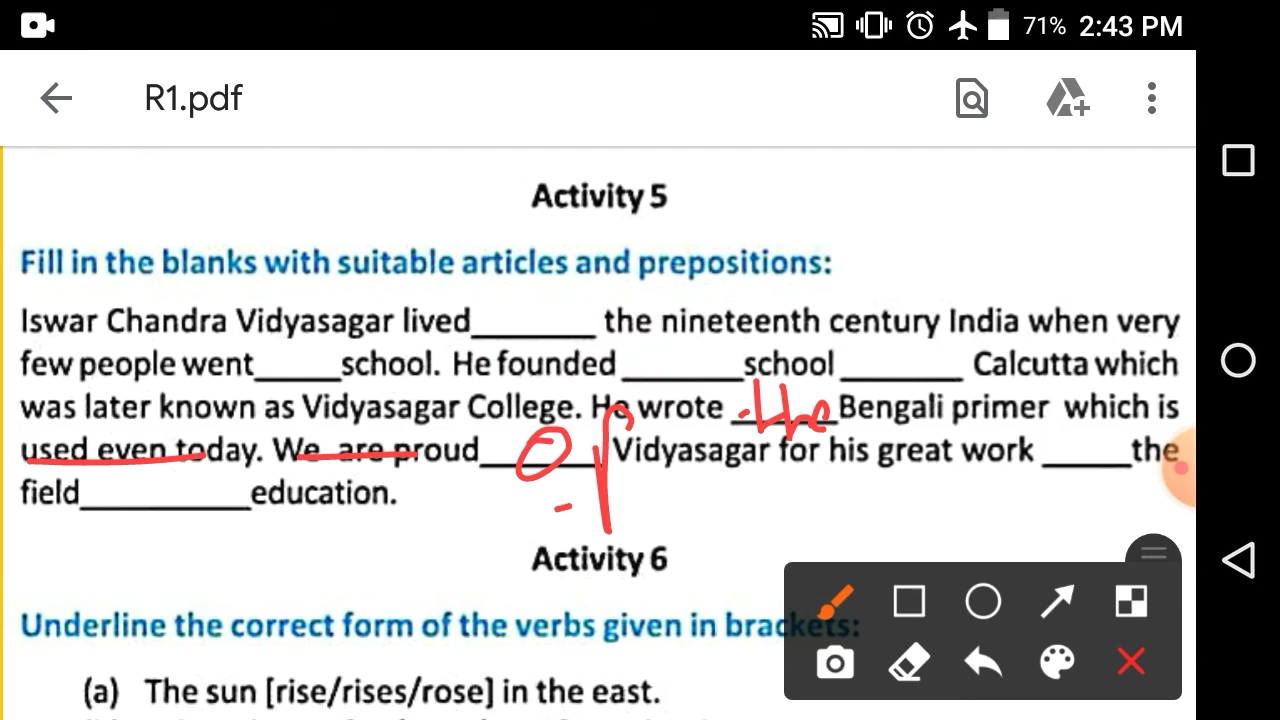 71% 2:43 PM
R1.pdf
Activity 5
Fill in the blanks with suitable articles and prepositions:
Iswar Chandra Vidyasagar lived________ the nineteenth century India when very
few people went_____school. He founded ________school ________ Calcutta which
was later known as Vidyasagar College. He wrote the Bengali primer which is
used even today. We are proud of Vidyasagar for his great work _____the
field__________education.
Activity 6
Underline the correct form of the verbs given in brackets:
(a) The sun [rise/rises/rose] in the east.